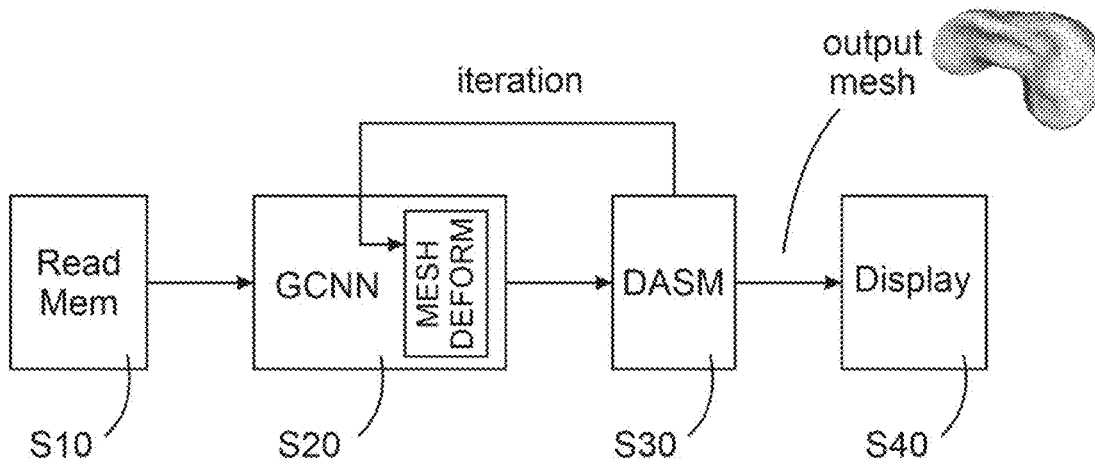 output
mesh
iteration
Read
Mem
GCNN
MESH
DEFORM
DASM
Display
S10
S20
S30
S40